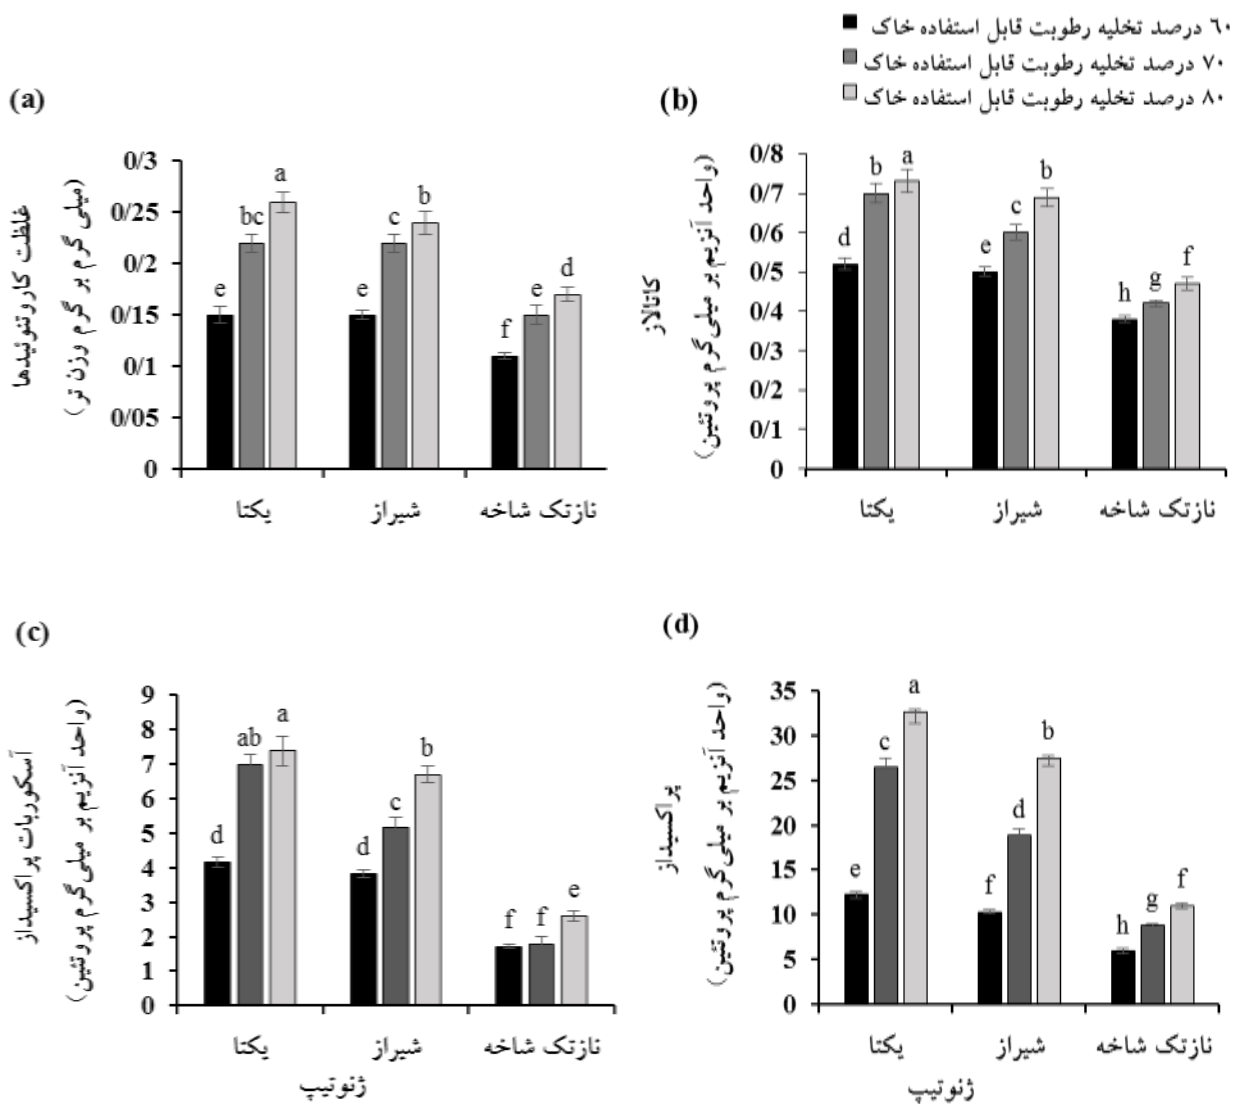 ۶۰ درصد تخلیه رطوبت قابل استفاده خاک
۷۰ درصد تخلیه رطوبت قابل استفاده خاک
۸۰ درصد تخلیه رطوبت قابل استفاده خاک
(a)
غلظت کاروتنوئیدها
(میلی گرم بر گرم وزن تر)
0/3
0/25
0/2
0/15
0/1
0/05
0
e bc a
e c b
f e d
یکتا
شیراز
نازتک شاخه
(b)
کاتالاز
(واحد آنزیم بر میلی‌گرم پروتئین)
0/8
0/7
0/6
0/5
0/4
0/3
0/2
0/1
0
d b a
e c b
h g f
یکتا
شیراز
نازتک شاخه
(c)
آسکوربات پراکسیداز
(واحد آنزیم بر میلی‌گرم پروتئین)
9
8
7
6
5
4
3
2
1
0
d ab a
d c b
f f e
یکتا
شیراز
نازتک شاخه
ژنوتیپ
(d)
پراکسیداز
(واحد آنزیم بر میلی‌گرم پروتئین)
35
30
25
20
15
10
5
0
e c a
f d b
h g f
یکتا
شیراز
نازتک شاخه
ژنوتیپ